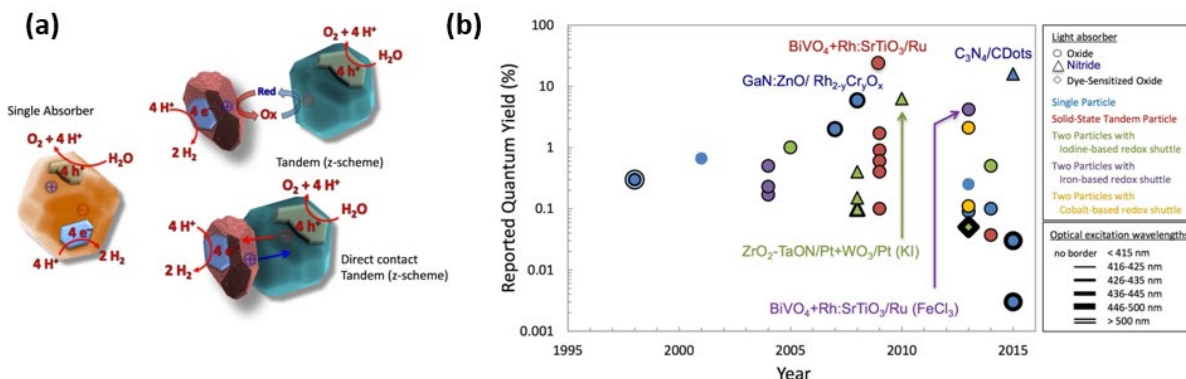 (a)
Single Absorber
O₂ + 4 H⁺
H₂O
4 h⁺
4 e⁻
4 H⁺
2 H₂
O₂ + 4 H⁺
H₂O
4 h⁺
Red
Ox
4 H⁺
4 e⁻
2 H₂
Tandem (z-scheme)
O₂ + 4 H⁺
H₂O
4 h⁺
4 H⁺
4 e⁻
2 H₂
Direct contact
Tandem (z-scheme)
(b)
Reported Quantum Yield (%)
100
10
1
0.1
0.01
0.001
1995
2000
2005
2010
2015
Year
BiVO₄+Rh:SrTiO₃/Ru
C₃N₄/CDots
GaN:ZnO/ Rh₂₋yCryOₓ
ZrO₂-TaON/Pt+WO₃/Pt (KI)
BiVO₄+Rh:SrTiO₃/Ru (FeCl₃)
Light absorber
Oxide
Nitride
Dye-Sensitized Oxide
Single Particle
Solid-State Tandem Particle
Two Particles with
Iodine-based redox shuttle
Two Particles with
Iron-based redox shuttle
Two Particles with
Cobalt-based redox shuttle
Optical excitation wavelengths
no border < 415 nm
416-425 nm
426-435 nm
436-445 nm
446-500 nm
> 500 nm